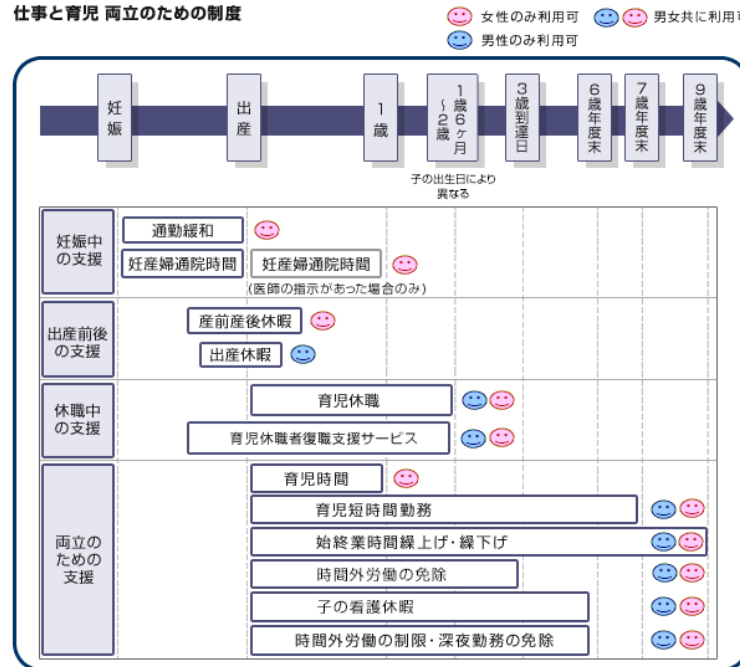 仕事と育児 両立のための制度
女性のみ利用可
男女共に利用可
男性のみ利用可
妊娠
出産
1歳
1歳6ヶ月～2歳
3歳到達日
6歳年度末
7歳年度末
9歳年度末
子の出生日により
異なる
妊娠中
の支援
通勤緩和
妊産婦通院時間
妊産婦通院時間
(医師の指示があった場合のみ)
出産前後
の支援
産前産後休暇
出産休暇
休職中
の支援
育児休職
育児休職者復職支援サービス
両立の
ための
支援
育児時間
育児短時間勤務
始終業時間繰上げ・繰下げ
時間外労働の免除
子の看護休暇
時間外労働の制限・深夜勤務の免除